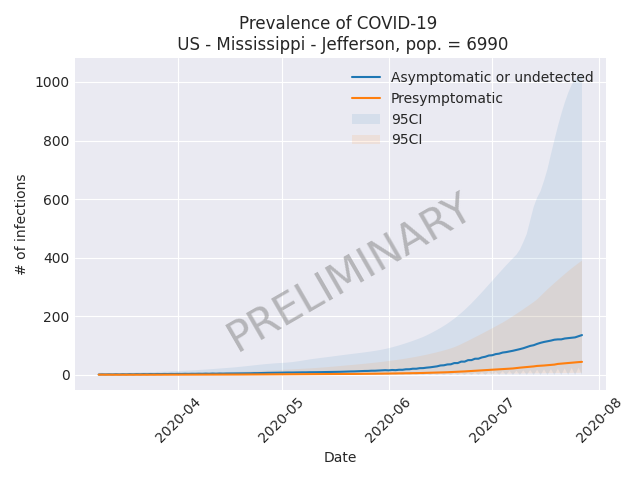 Prevalence of COVID-19
US - Mississippi - Jefferson, pop. = 6990
# of infections
1000
800
600
400
200
0
Asymptomatic or undetected
Presymptomatic
95CI
95CI
PRELIMINARY
2020-04
2020-05
2020-06
2020-07
2020-08
Date